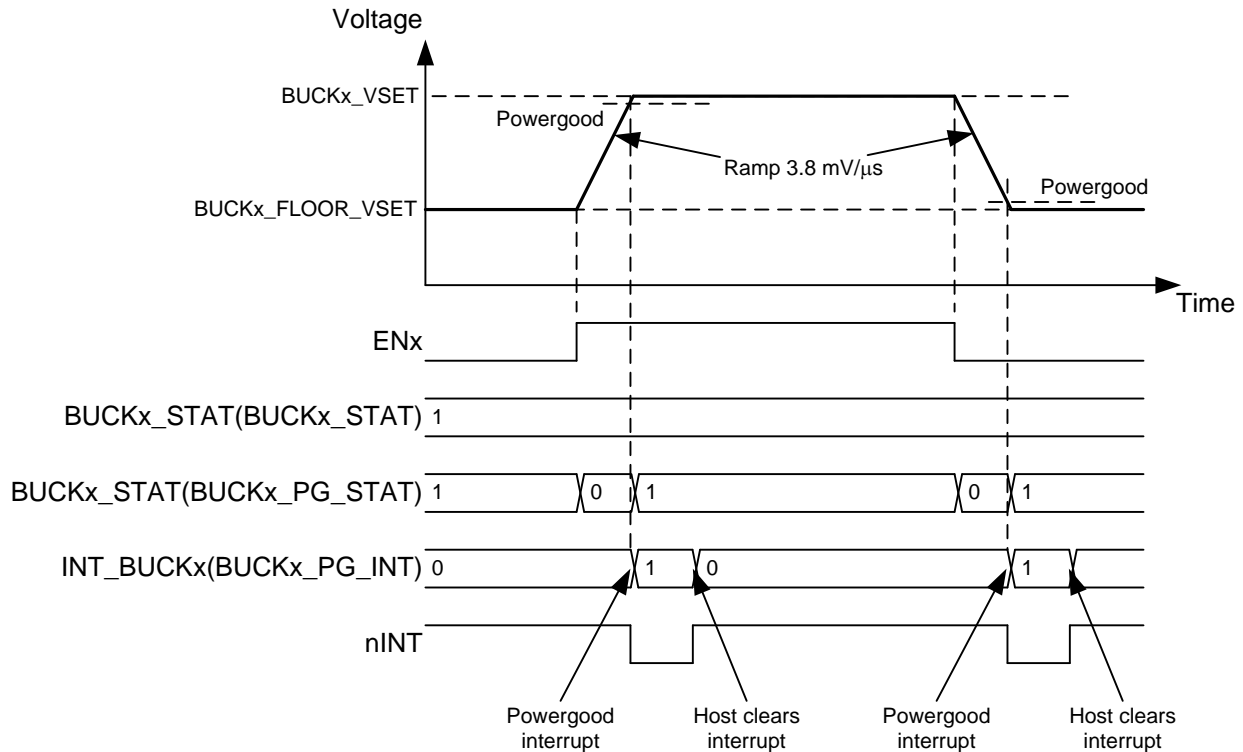 Voltage
BUCKx_VSET
Powergood
Ramp 3.8 mV/μs
Powergood
BUCKx_FLOOR_VSET
Time
ENx
BUCKx_STAT(BUCKx_STAT) 1
BUCKx_STAT(BUCKx_PG_STAT) 1 0 1 0 1
INT_BUCKx(BUCKx_PG_INT) 0 1 0 1
nINT
Powergood
interrupt
Host clears
interrupt
Powergood
interrupt
Host clears
interrupt